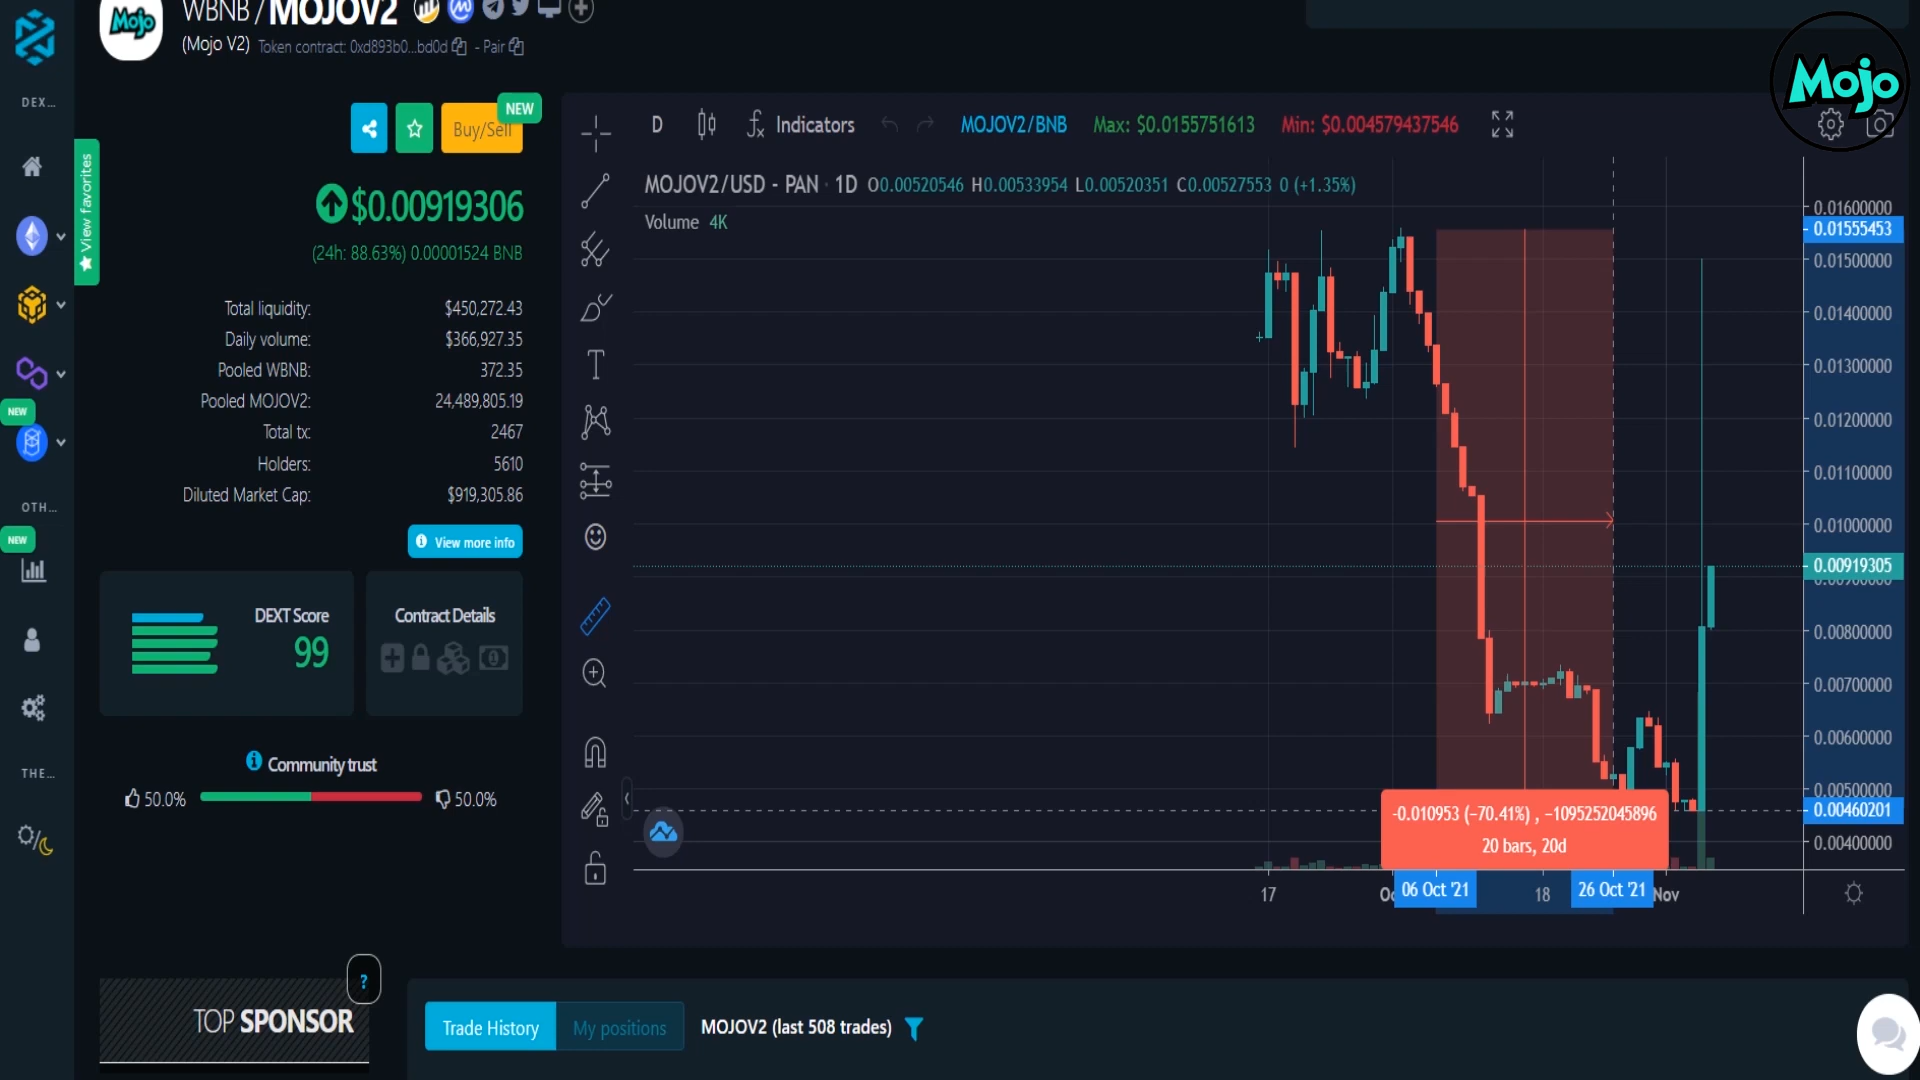 WBNB / MOJOV2
Mojo
(Mojo V2) Token contract: 0xd893b0...bd0d - Pair
Mojo
DEX...
View favorites
NEW
Buy/Sell
$0.00919306
(24h: 88.63%) 0.00001524 BNB
Total liquidity: $450,272.43
Daily volume: $366,927.35
Pooled WBNB: 372.35
Pooled MOJOV2: 24,489,805.19
Total tx: 2467
Holders: 5610
Diluted Market Cap: $919,305.86
View more info
NEW
OTH...
NEW
THE...
DEXT Score
99
Contract Details
Community trust
50.0% 50.0%
TOP SPONSOR
?
D Indicators MOJOV2/BNB Max: $0.0155751613 Min: $0.004579437546
MOJOV2/USD - PAN · 1D O0.00520546 H0.00533954 L0.00520351 C0.00527553 0 (+1.35%)
Volume 4K
0.01600000
0.01555453
0.01500000
0.01400000
0.01300000
0.01200000
0.01100000
0.01000000
0.00919305
0.00900000
0.00800000
0.00700000
0.00600000
0.00500000
0.00460201
0.00400000
-0.010953 (−70.41%) , −1095252045896
20 bars, 20d
17 Oc 06 Oct '21 18 26 Oct '21 Nov
Trade History My positions MOJOV2 (last 508 trades)